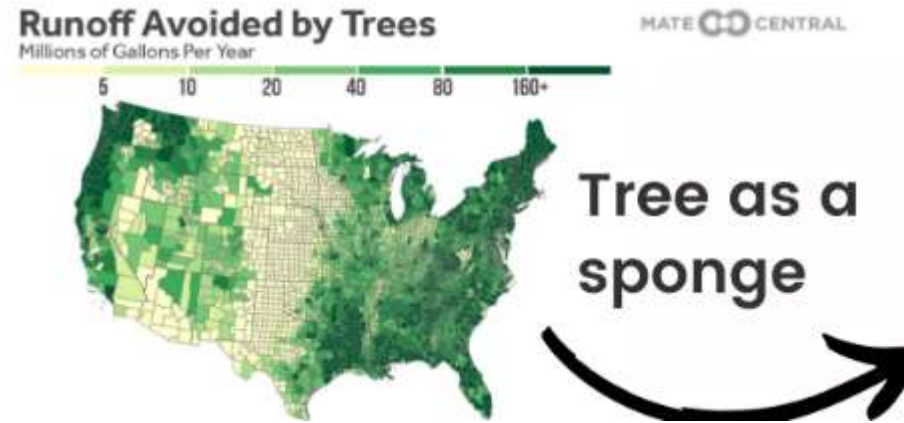 Runoff Avoided by Trees
Millions of Gallons Per Year
MATE CENTRAL
5 10 20 40 80 160+
Tree as a
sponge